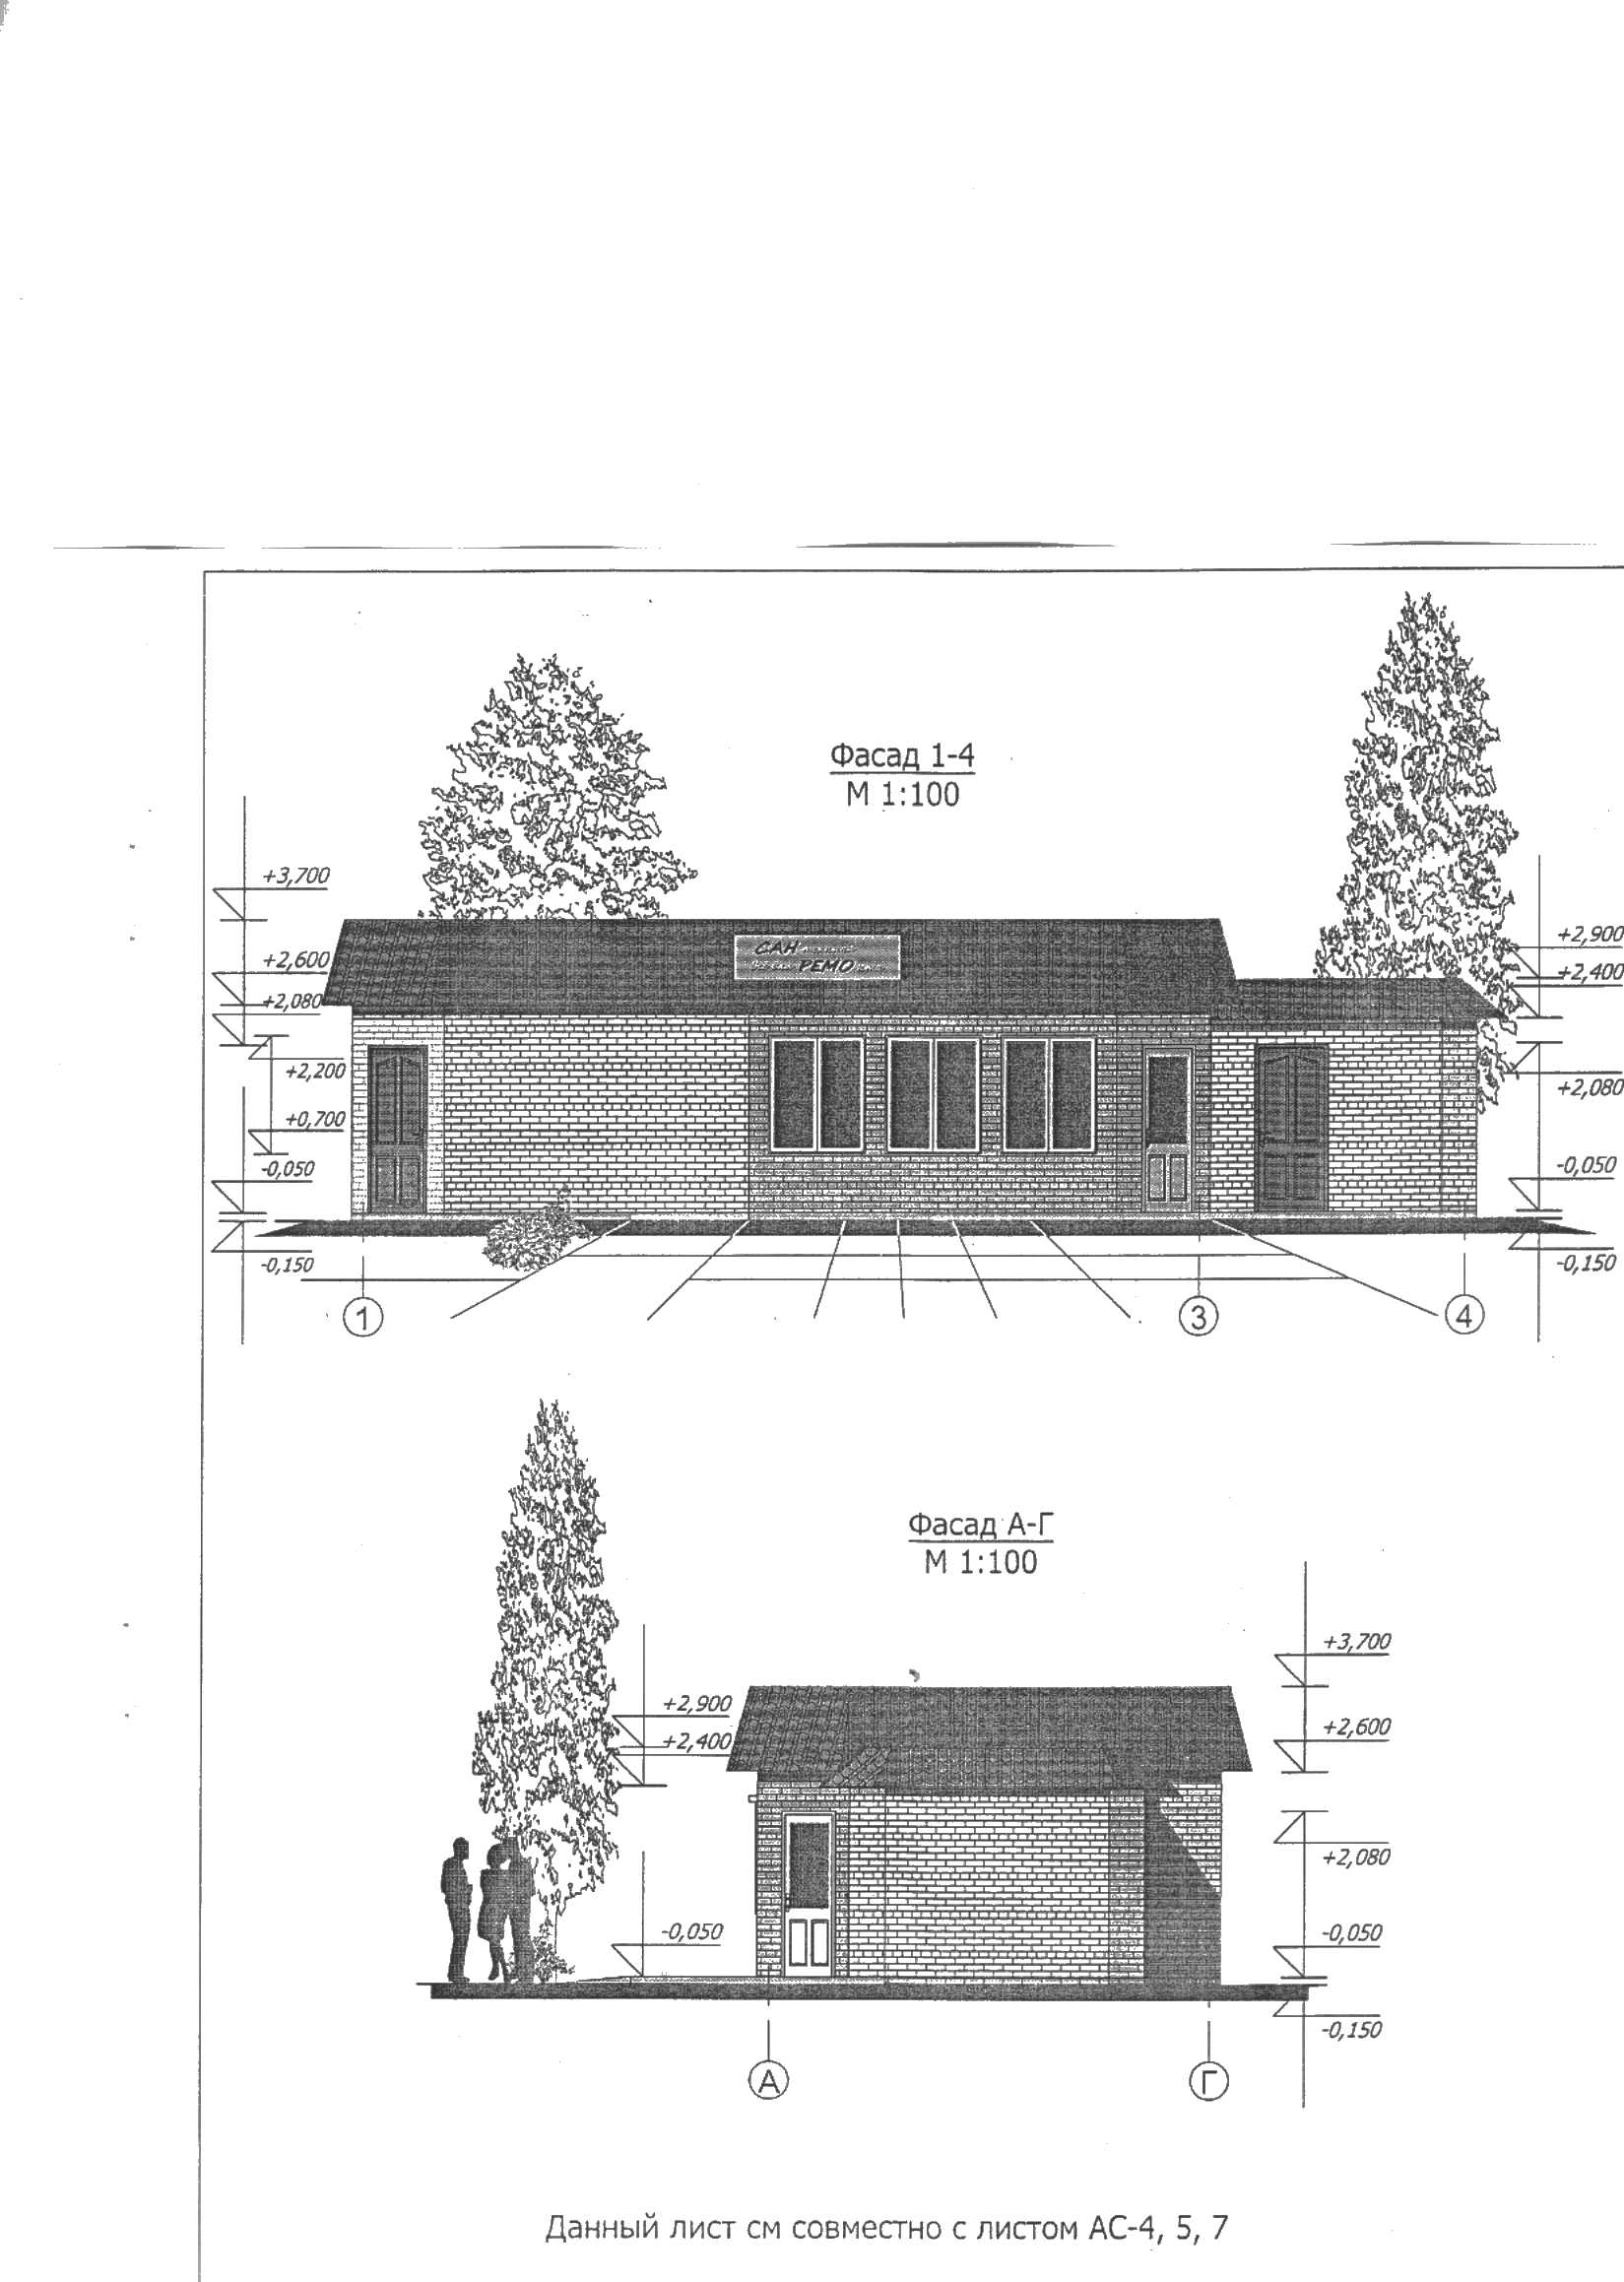 Фасад 1-4
М 1:100
+3,700
+2,600
+2,080
+2,200
+0,700
-0,050
-0,150
САН
РЕМО
+2,900
+2,400
+2,080
-0,050
-0,150
1
3
4
Фасад А-Г
М 1:100
+2,900
+2,400
-0,050
+3,700
+2,600
+2,080
-0,050
-0,150
А
Г
Данный лист см совместно с листом АС-4, 5, 7